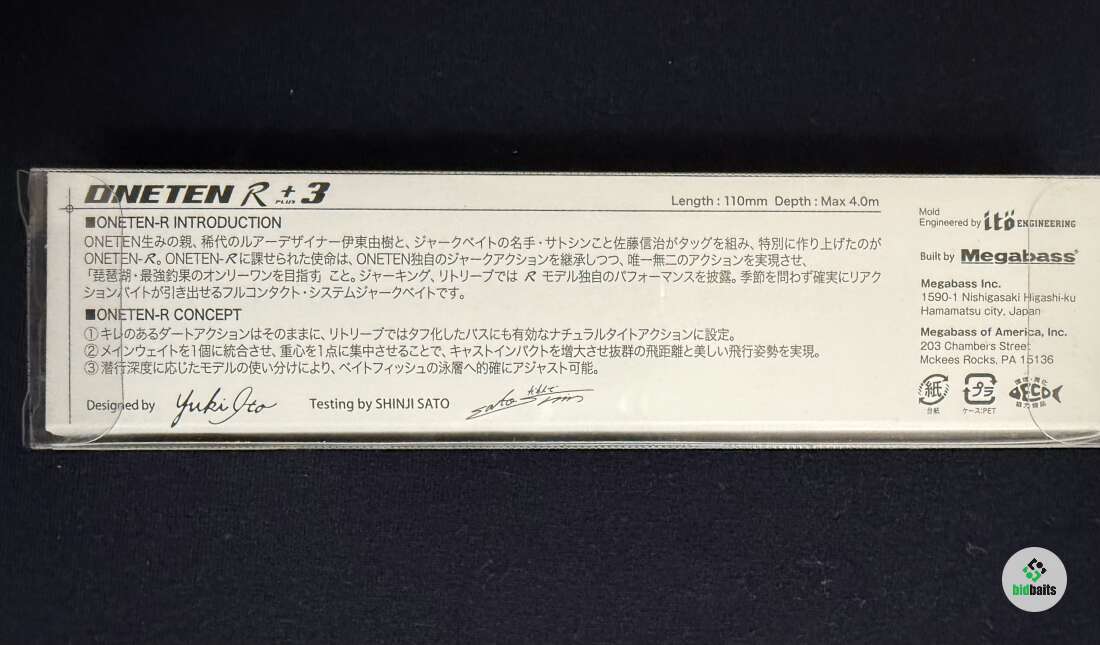 ONETEN R + PLUS 3
Length : 110mm Depth : Max 4.0m
■ONETEN-R INTRODUCTION
ONETEN生みの親、稀代のルアーデザイナー伊東由樹と、ジャークベイトの名手・サトシンこと佐藤信治がタッグを組み、特別に作り上げたのが
ONETEN-R。ONETEN-Rに課せられた使命は、ONETEN独自のジャークアクションを継承しつつ、唯一無二のアクションを実現させ、
「琵琶湖・最強釣果のオンリーワンを目指す」こと。ジャーキング、リトリーブでは R モデル独自のパフォーマンスを披露。季節を問わず確実にリアク
ションバイトが引き出せるフルコンタクト・システムジャークベイトです。
■ONETEN-R CONCEPT
①キレのあるダートアクションはそのままに、リトリーブではタフ化したバスにも有効なナチュラルタイトアクションに設定。
②メインウェイトを1個に統合させ、重心を1点に集中させることで、キャストインパクトを増大させ抜群の飛距離と美しい飛行姿勢を実現。
③潜行深度に応じたモデルの使い分けにより、ベイトフィッシュの泳層へ的確にアジャスト可能。
Designed by Yuki Ito Testing by SHINJI SATO
Mold
Engineered by itö ENGINEERING
Built by Megabass
Megabass Inc.
1590-1 Nishigasaki Higashi-ku
Hamamatsu city, Japan
Megabass of America, Inc.
203 Chambers Street
Mckees Rocks, PA 15136
紙 プラ ECO
台紙 ケース:PET
bidbaits